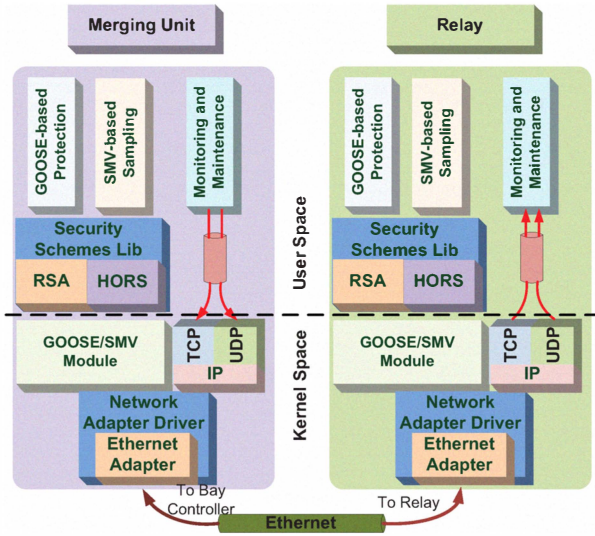 Merging Unit
Relay
GOOSE-based
Protection
SMV-based
Sampling
Monitoring and
Maintenance
Security
Schemes Lib
RSA
HORS
GOOSE/SMV
Module
TCP
UDP
IP
Network
Adapter Driver
Ethernet
Adapter
User Space
Kernel Space
GOOSE-based
Protection
SMV-based
Sampling
Monitoring and
Maintenance
Security
Schemes Lib
RSA
HORS
GOOSE/SMV
Module
TCP
UDP
IP
Network
Adapter Driver
Ethernet
Adapter
To Bay
Controller
Ethernet
To Relay